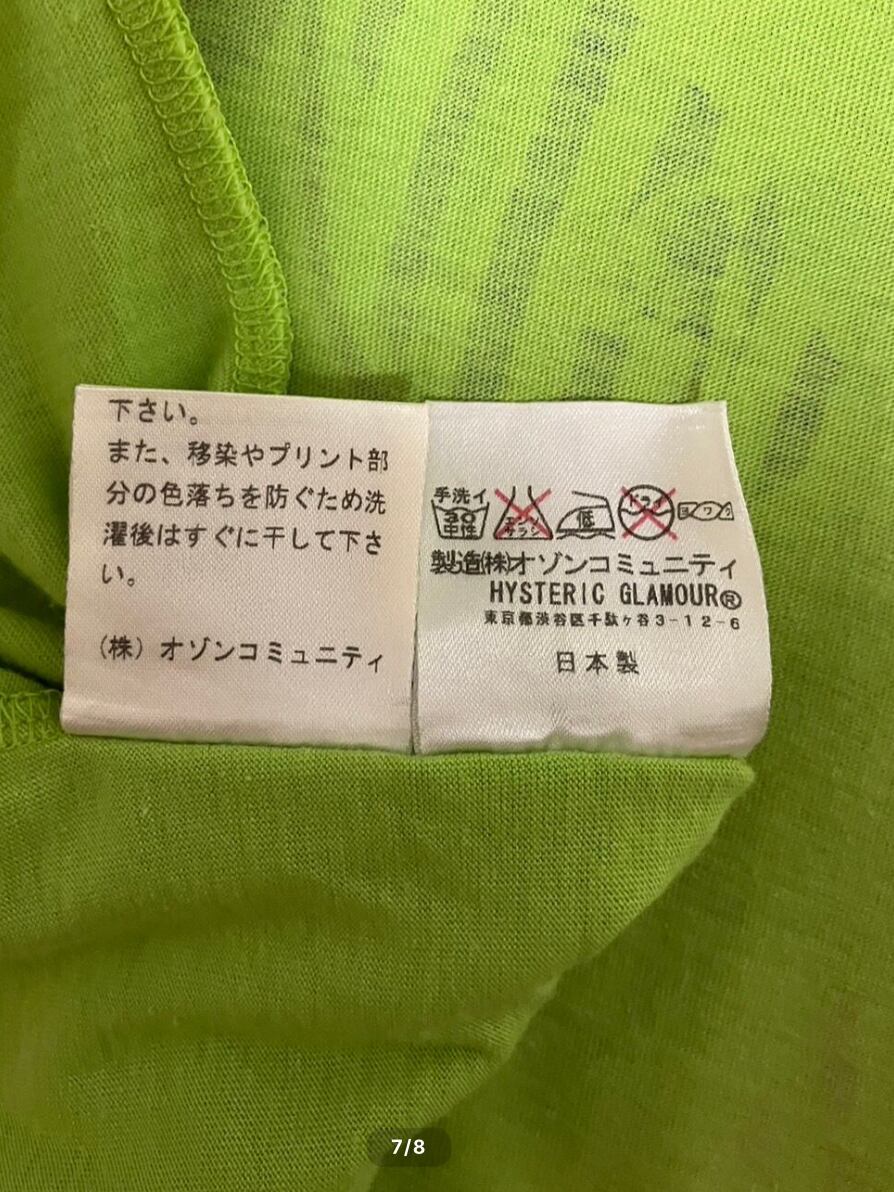 下さい。
また、移染やプリント部
分の色落ちを防ぐため洗
濯後はすぐに干して下さ
い。
(株)オゾンコミュニティ
手洗イ
30
中性
エンソ
サラシ
低
ドライ
ヨワク
製造(株)オゾンコミュニティ
HYSTERIC GLAMOUR®
東京都渋谷区千駄ヶ谷3-12-6
日本製
7/8